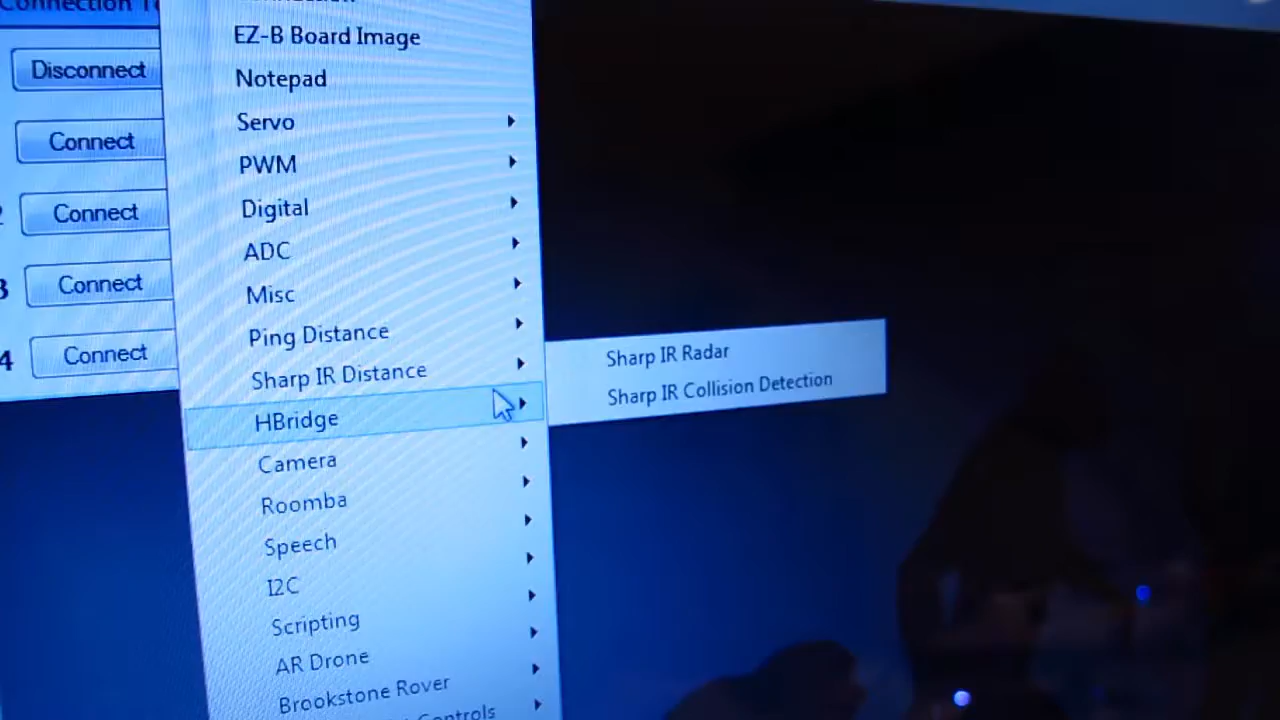 Disconnect
Connect
Connect
3 Connect
4 Connect
EZ-B Board Image
Notepad
Servo
PWM
Digital
ADC
Misc
Ping Distance
Sharp IR Distance
HBridge
Camera
Roomba
Speech
I2C
Scripting
AR Drone
Brookstone Rover
Sharp IR Radar
Sharp IR Collision Detection